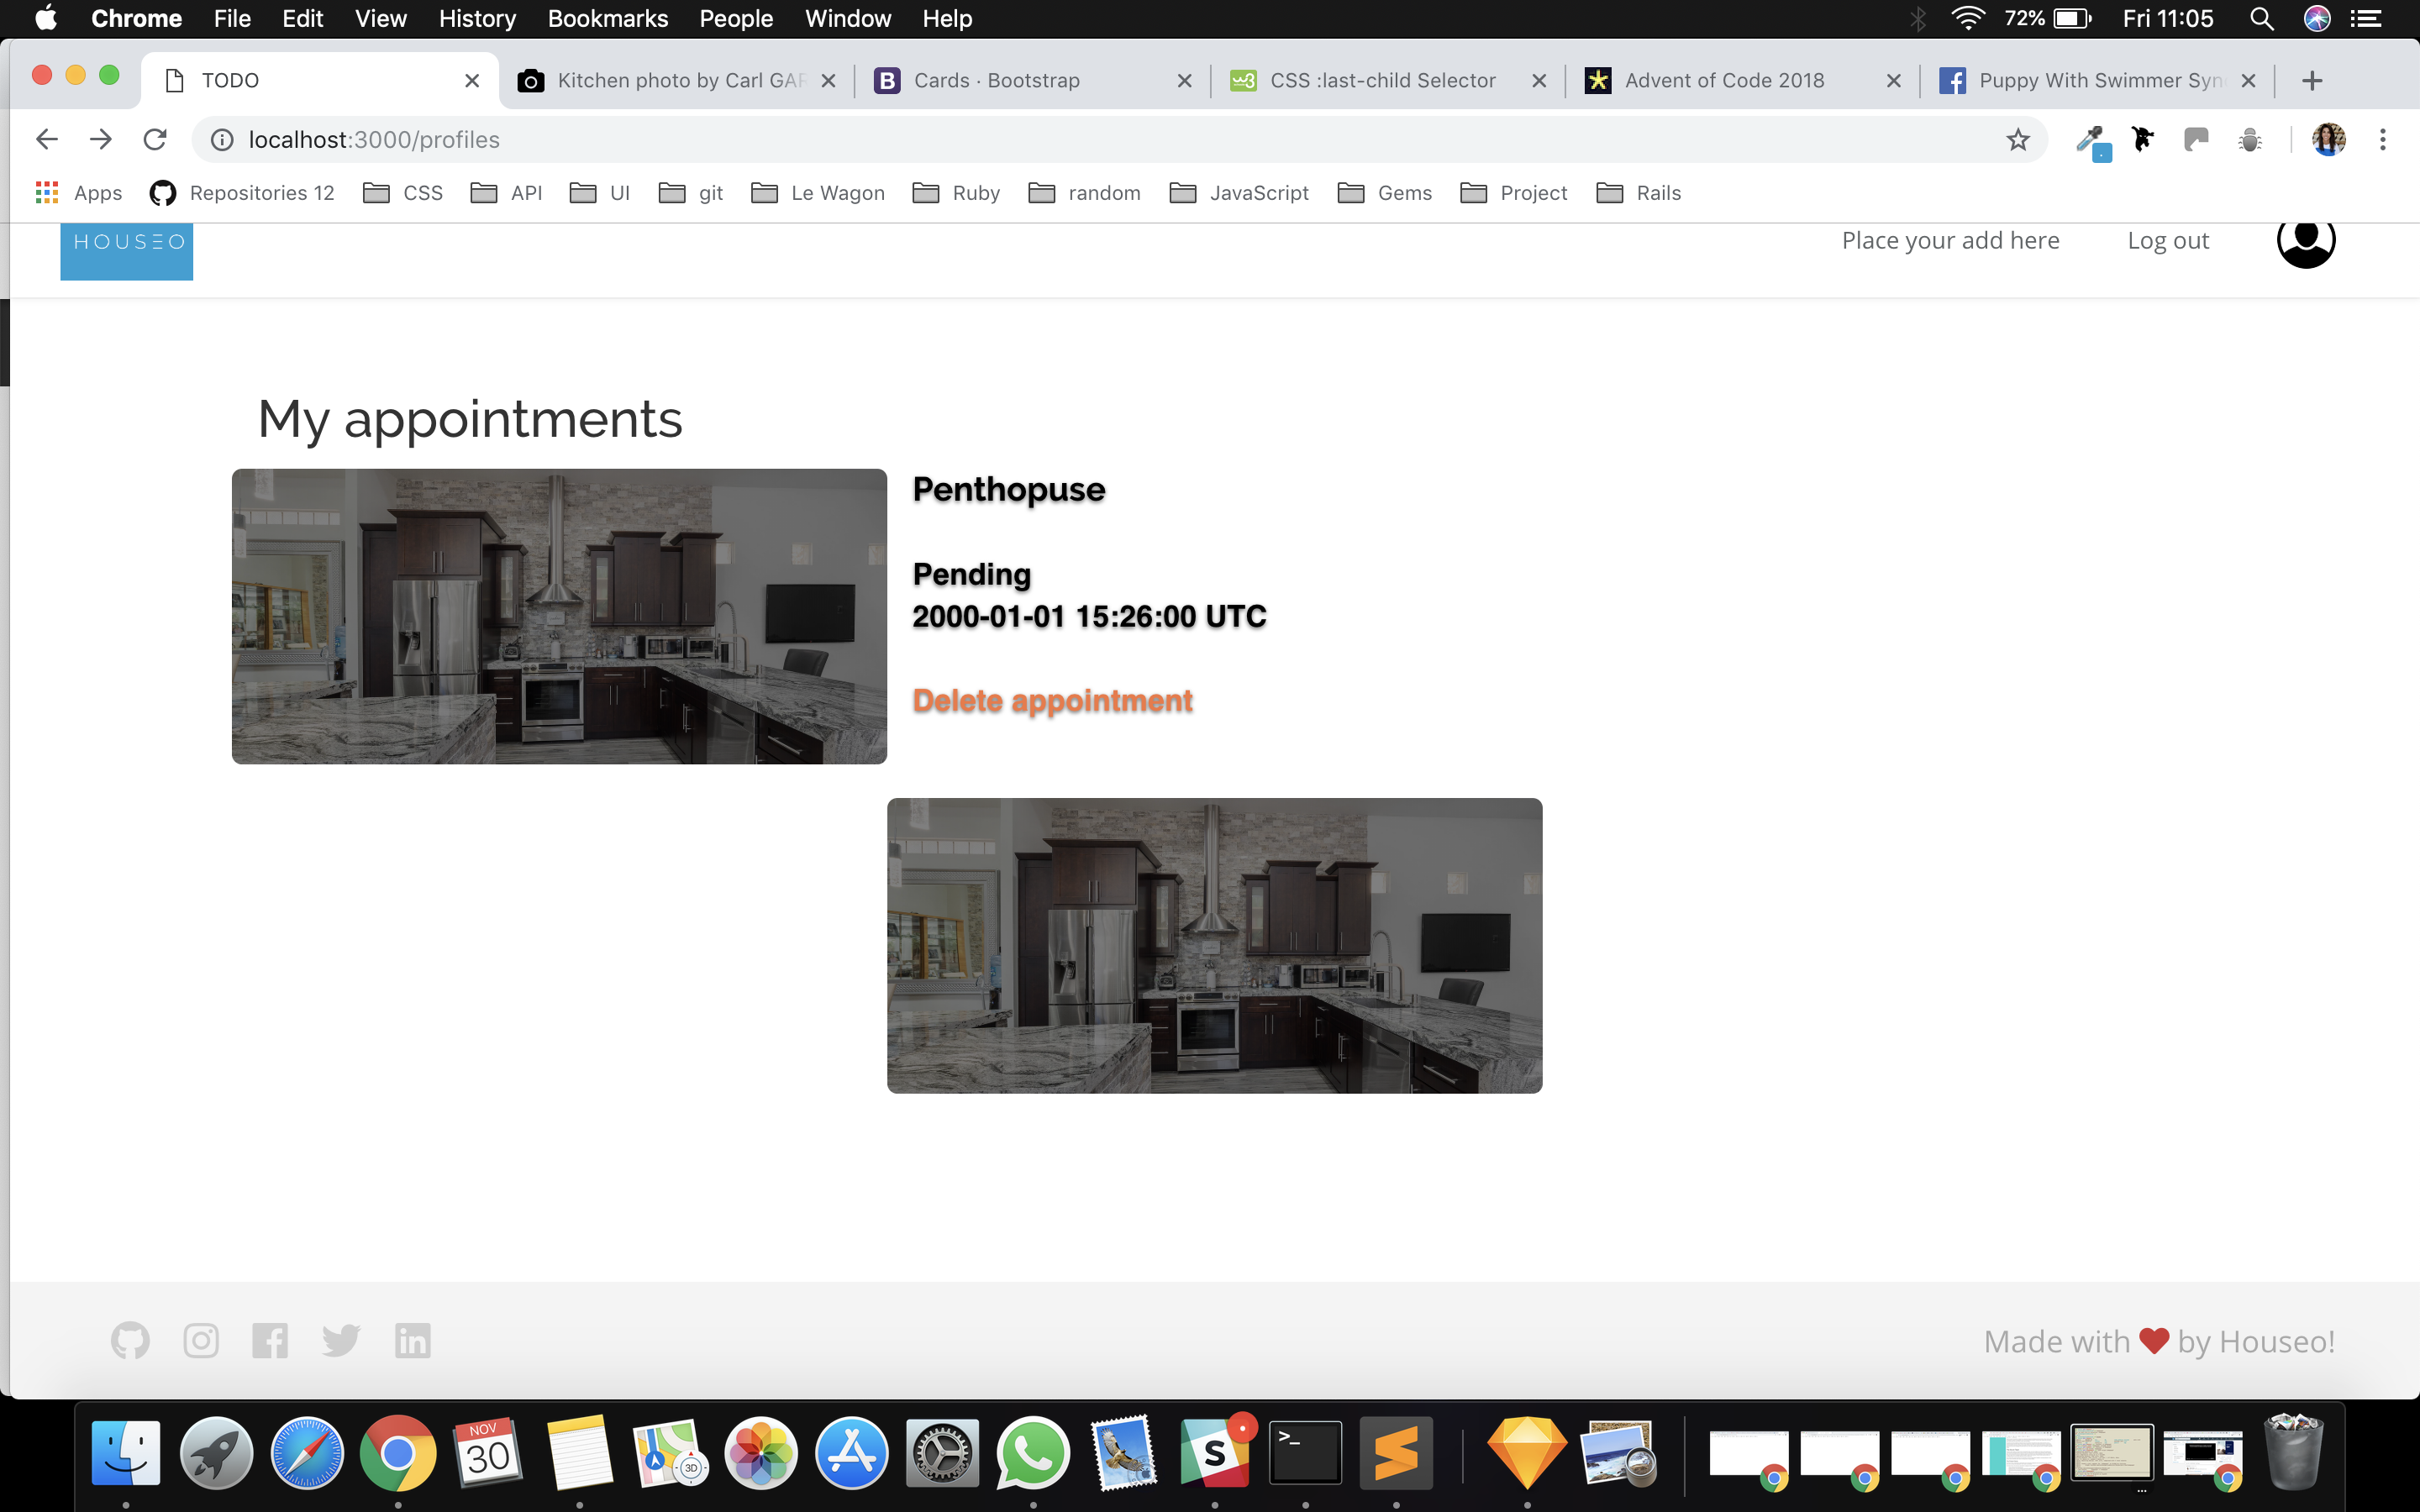 Chrome File Edit View History Bookmarks People Window Help 72% Fri 11:05
TODO Kitchen photo by Carl GAR Cards · Bootstrap CSS :last-child Selector Advent of Code 2018 Puppy With Swimmer Syn
localhost:3000/profiles
Apps Repositories 12 CSS API UI git Le Wagon Ruby random JavaScript Gems Project Rails
HOUSEO Place your add here Log out
My appointments
Penthopuse
Pending
2000-01-01 15:26:00 UTC
Delete appointment
Made with ❤ by Houseo!
NOV
30
3D